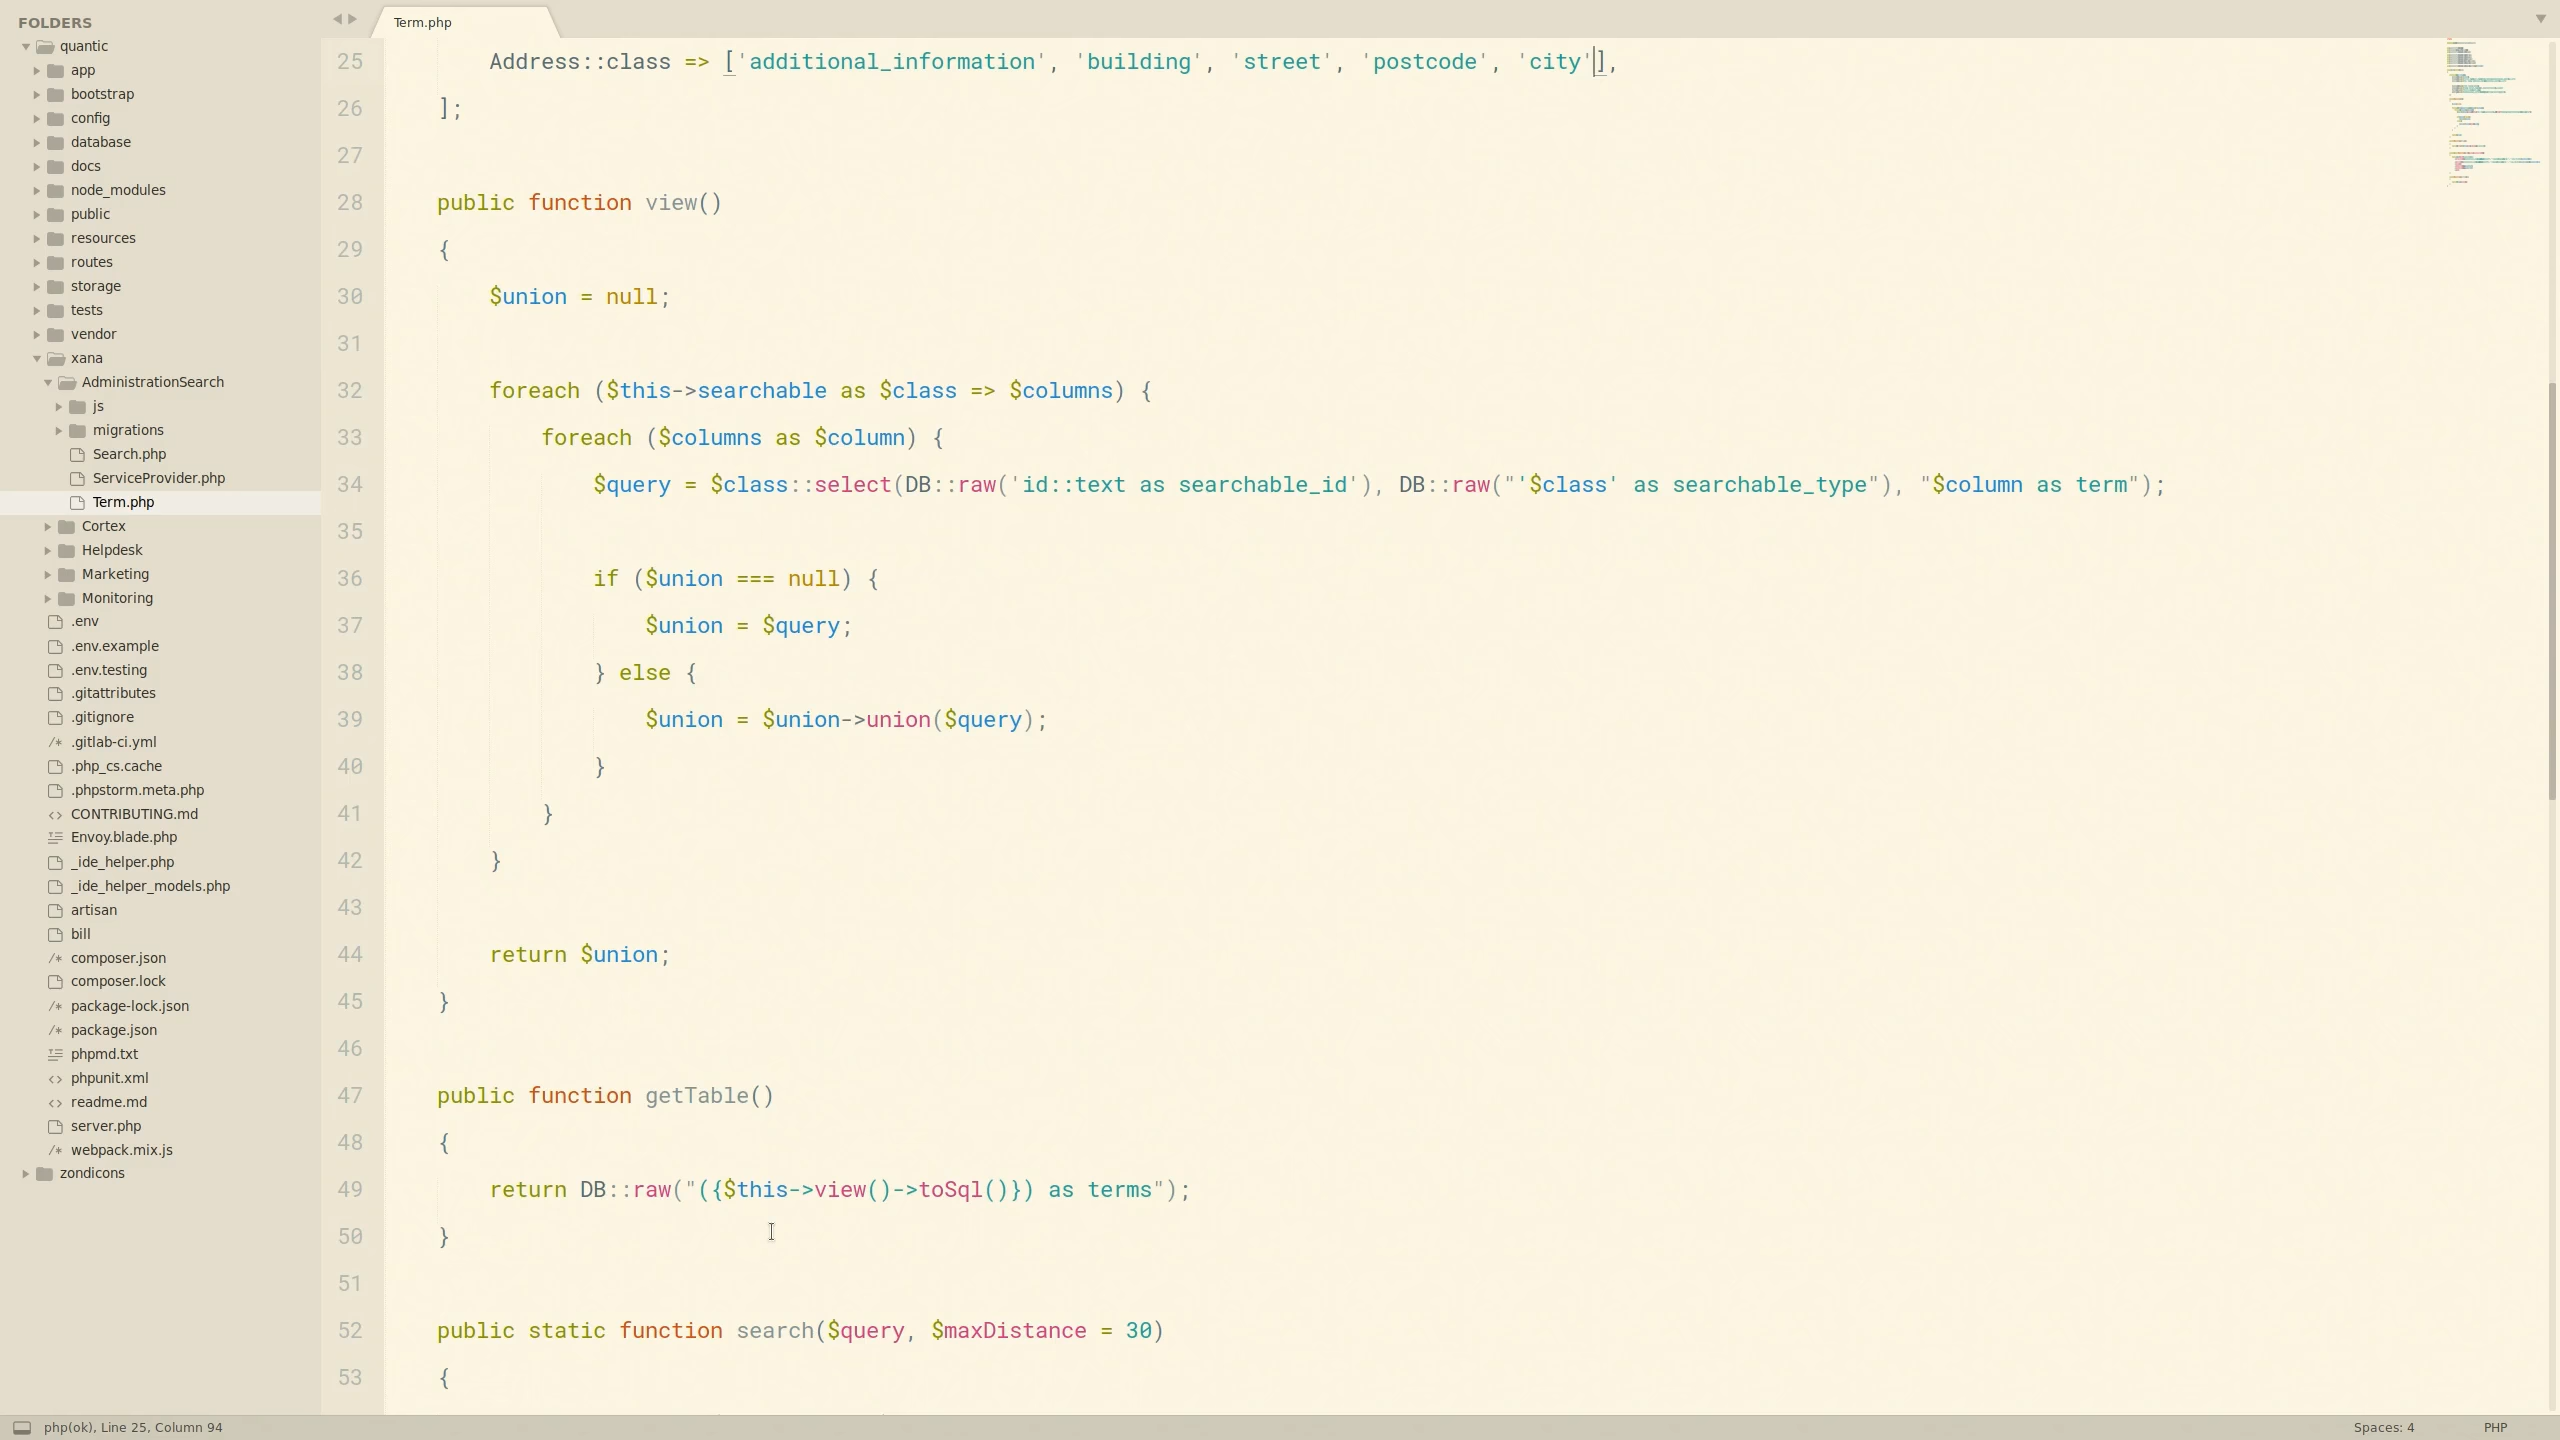 FOLDERS
quantic
app
bootstrap
config
database
docs
node_modules
public
resources
routes
storage
tests
vendor
xana
AdministrationSearch
js
migrations
Search.php
ServiceProvider.php
Term.php
Cortex
Helpdesk
Marketing
Monitoring
.env
.env.example
.env.testing
.gitattributes
.gitignore
/* .gitlab-ci.yml
.php_cs.cache
.phpstorm.meta.php
<> CONTRIBUTING.md
Envoy.blade.php
_ide_helper.php
_ide_helper_models.php
artisan
bill
/* composer.json
composer.lock
/* package-lock.json
/* package.json
phpmd.txt
<> phpunit.xml
<> readme.md
server.php
/* webpack.mix.js
zondicons
Term.php
25         Address::class => ['additional_information', 'building', 'street', 'postcode', 'city'],
26     ];
27
28     public function view()
29     {
30         $union = null;
31
32         foreach ($this->searchable as $class => $columns) {
33             foreach ($columns as $column) {
34                 $query = $class::select(DB::raw('id::text as searchable_id'), DB::raw("'$class' as searchable_type"), "$column as term");
35
36                 if ($union === null) {
37                     $union = $query;
38                 } else {
39                     $union = $union->union($query);
40                 }
41             }
42         }
43
44         return $union;
45     }
46
47     public function getTable()
48     {
49         return DB::raw("({$this->view()->toSql()}) as terms");
50     }
51
52     public static function search($query, $maxDistance = 30)
53     {
php(ok), Line 25, Column 94
Spaces: 4
PHP